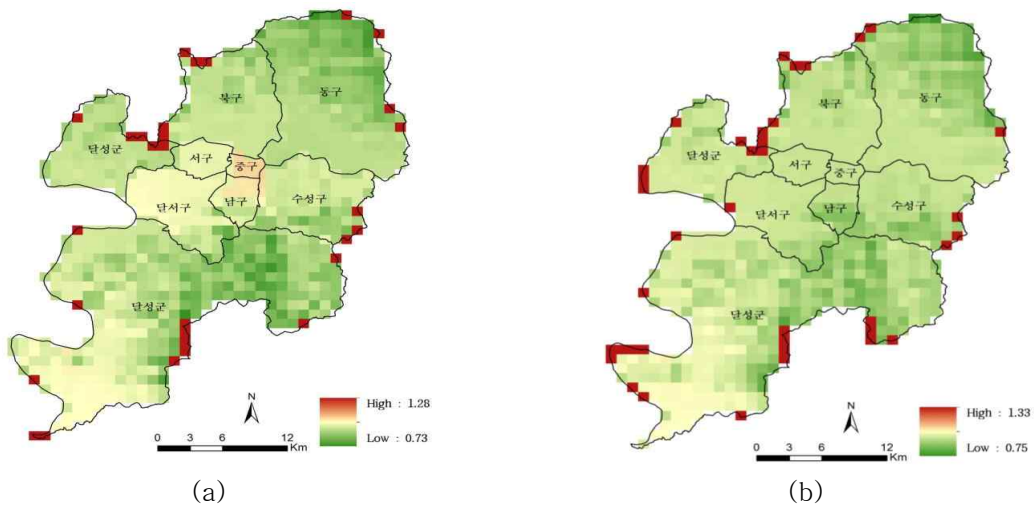 북구
동구
달성군
서구
중구
달서구
남구
수성구
달성군
N
High : 1.28
Low : 0.73
0 3 6 12
Km
(a)
북구
동구
달성군
서구
중구
달서구
남구
수성구
달성군
N
High : 1.33
Low : 0.75
0 3 6 12
Km
(b)